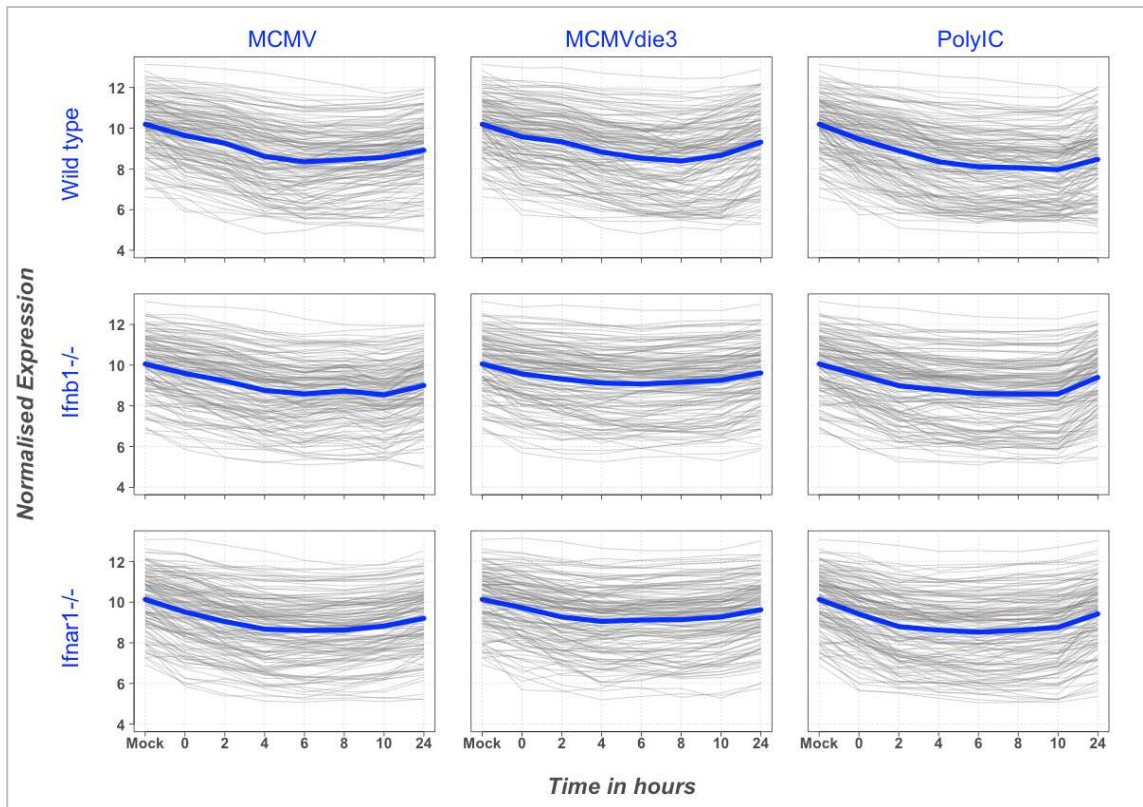 MCMV MCMVdie3 PolyIC
Wild type
12
10
8
6
4
Ifnb1-/-
12
10
8
6
4
Ifnar1-/-
12
10
8
6
4
Normalised Expression
Mock 0 2 4 6 8 10 24 Mock 0 2 4 6 8 10 24 Mock 0 2 4 6 8 10 24
Time in hours